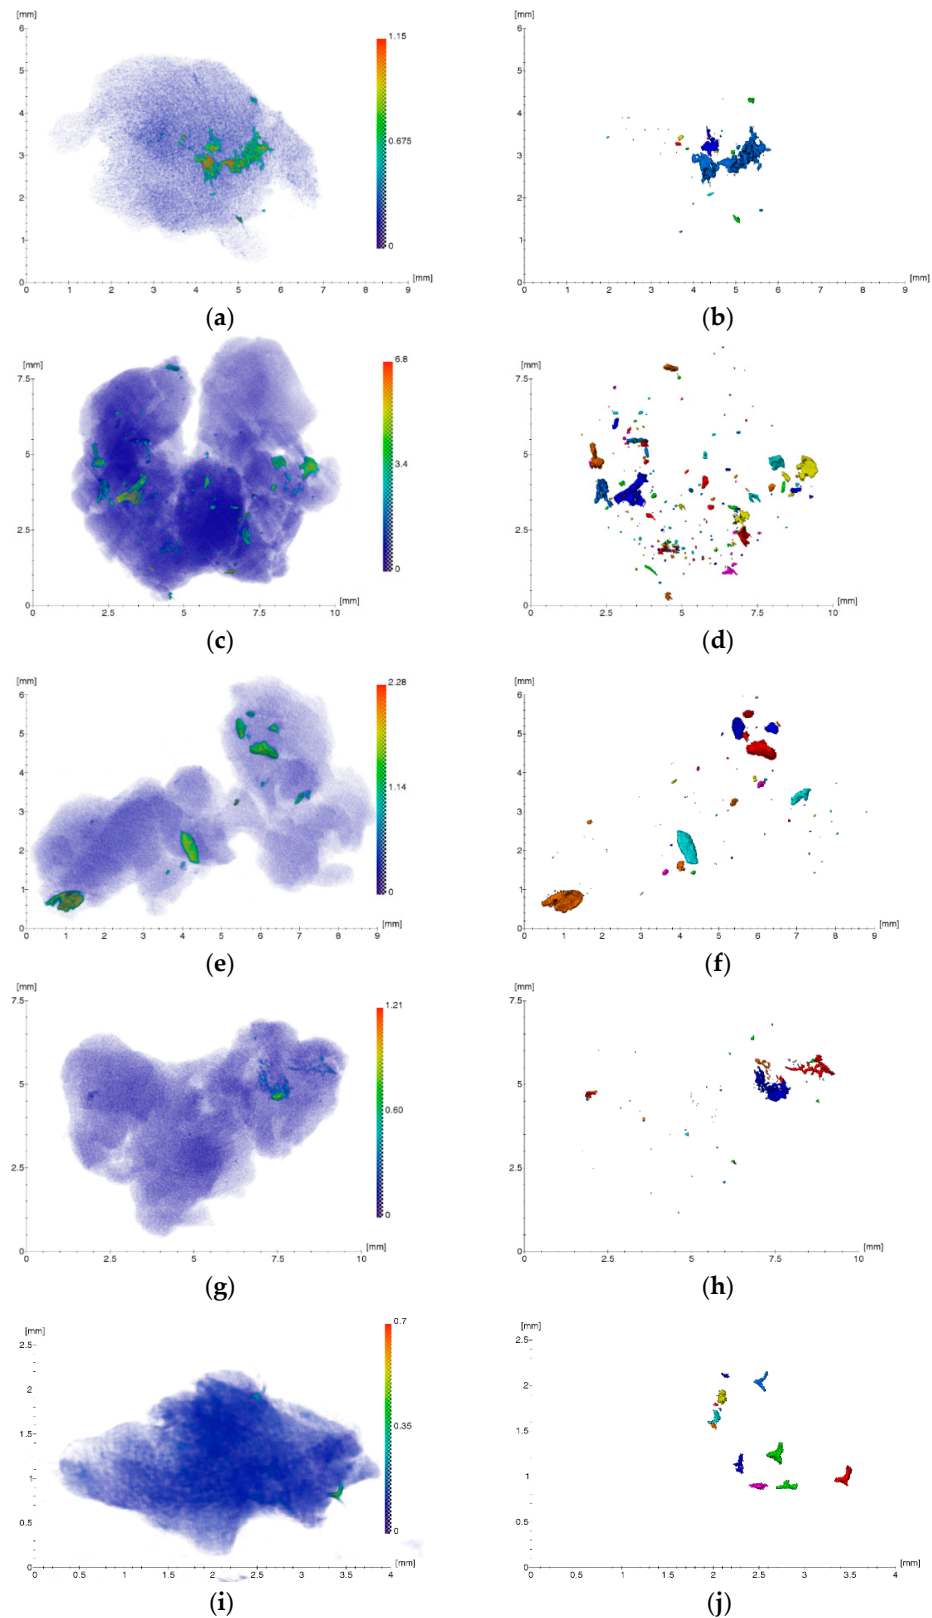 [mm] [mm]
6 1.15 6
5 5
4 0.675 4
3 3
2 2
1 0 1
0 [mm] 0 [mm]
0 1 2 3 4 5 6 7 8 9 0 1 2 3 4 5 6 7 8 9
(a) (b)
[mm] [mm]
7.5 6.8 7.5
5 3.4 5
2.5 2.5
0 0 [mm] 0 [mm]
0 2.5 5 7.5 10 2.5 5 7.5 10
(c) (d)
[mm] [mm]
6 2.28 6
5 5
4 1.14 4
3 3
2 2
1 0 1
0 [mm] 0 [mm]
0 1 2 3 4 5 6 7 8 9 0 1 2 3 4 5 6 7 8 9
(e) (f)
[mm] [mm]
7.5 1.21 7.5
5 0.60 5
2.5 2.5
0 0 [mm] 0 [mm]
0 2.5 5 7.5 10 0 2.5 5 7.5 10
(g) (h)
[mm] 0.7 [mm]
2.5 2.5
2 2
1.5 0.35 1.5
1 1
0.5 0 0.5
0 [mm] 0 [mm]
0 0.5 1 1.5 2 2.5 3 3.5 4 0 0.5 1 1.5 2 2.5 3 3.5 4
(i) (j)